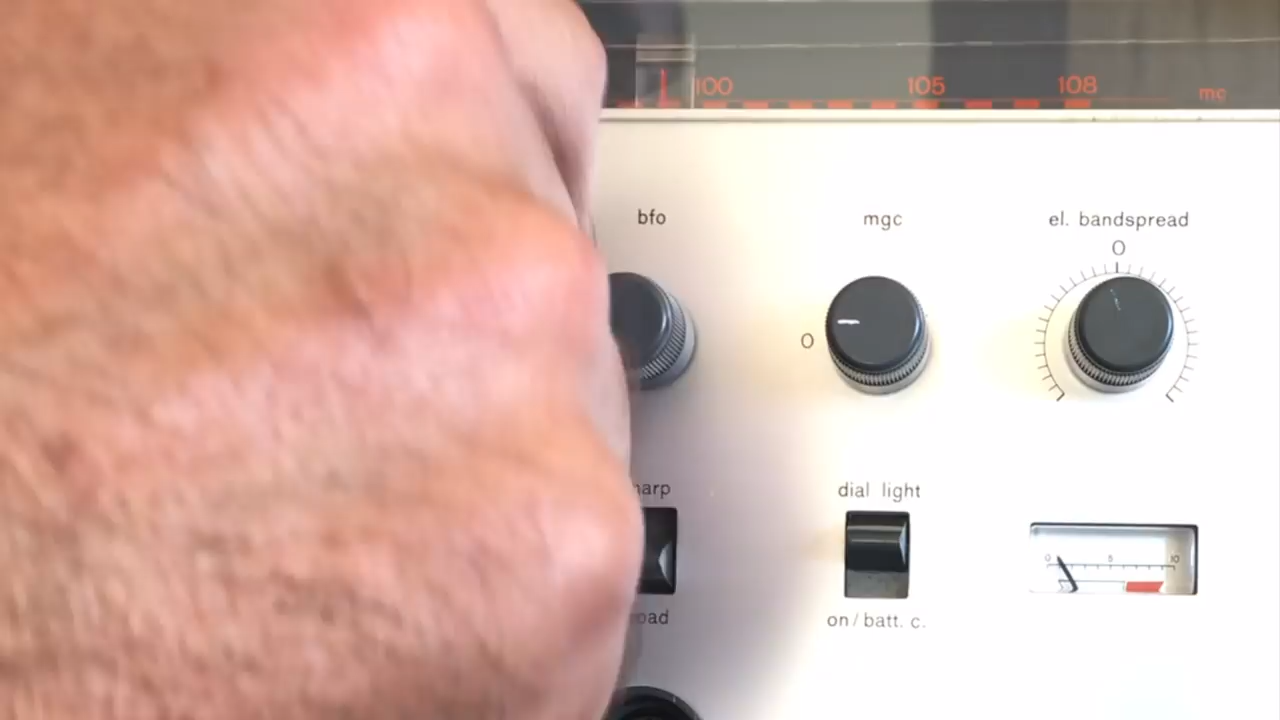 100 105 108 mc
bfo mgc el. bandspread
0
0
dial light
0 5 10
on/batt. c.